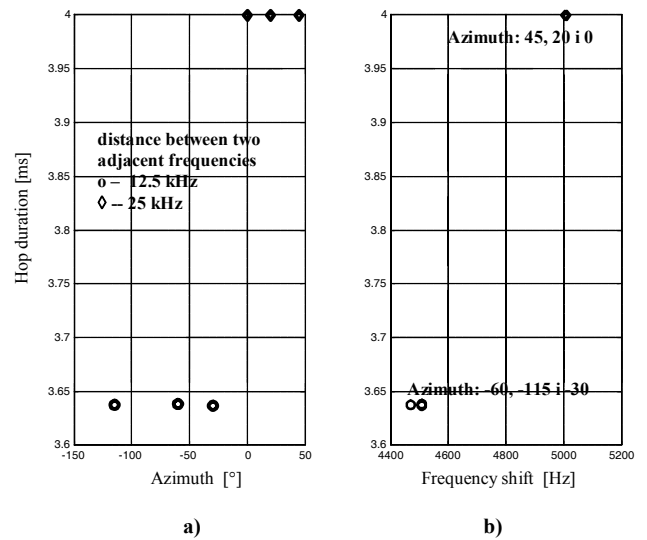 4
3.95
3.9
3.85
3.8
3.75
3.7
3.65
3.6
Hop duration [ms]
distance between two
adjacent frequencies
o – 12.5 kHz
◊ -- 25 kHz
-150 -100 -50 0 50
Azimuth [°]
a)
4
3.95
3.9
3.85
3.8
3.75
3.7
3.65
3.6
Azimuth: 45, 20 i 0
Azimuth: -60, -115 i -30
4400 4600 4800 5000 5200
Frequency shift [Hz]
b)